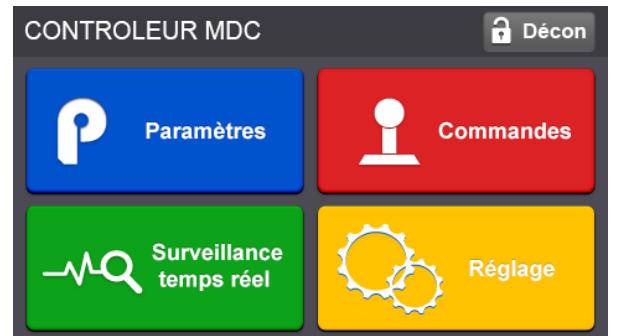 CONTROLEUR MDC
Décon
Paramètres
Commandes
Surveillance
temps réel
Réglage